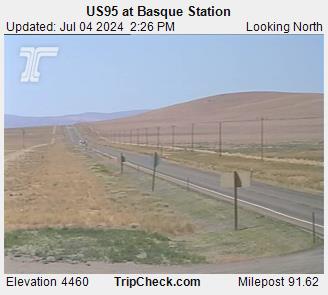 US95 at Basque Station
Updated: Jul 04 2024 2:26 PM Looking North
Elevation 4460 TripCheck.com Milepost 91.62